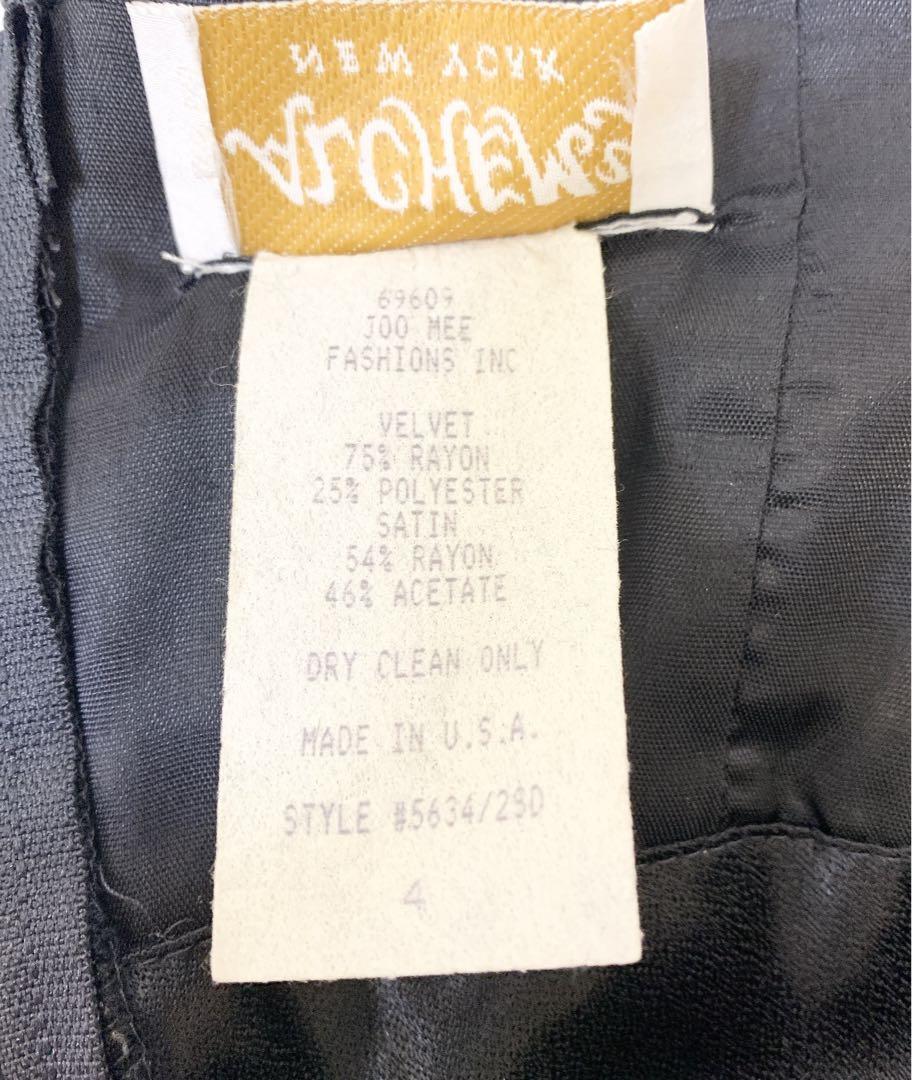 NEW YORK
69609
JOO MEE
FASHIONS INC
VELVET
75% RAYON
25% POLYESTER
SATIN
54% RAYON
46% ACETATE
DRY CLEAN ONLY
MADE IN U.S.A.
STYLE #5634/2SD
4